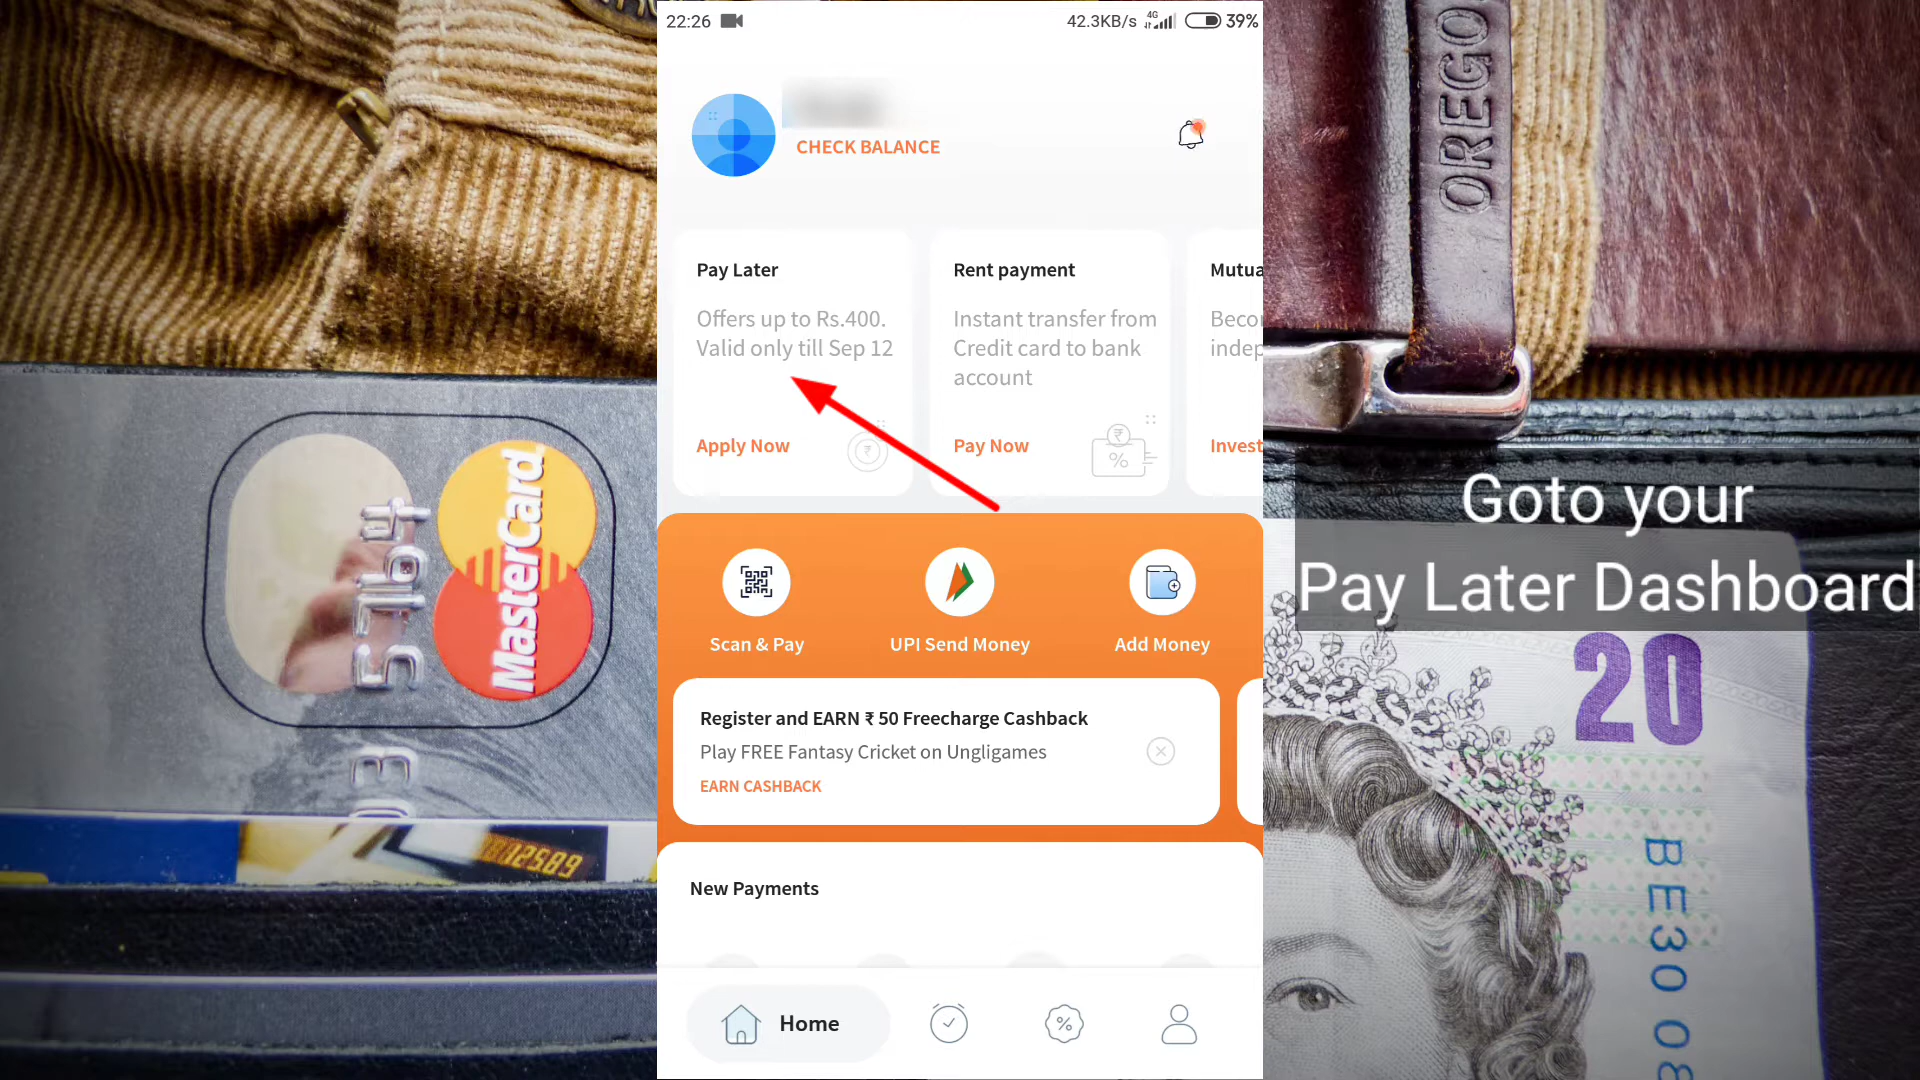 22:26
42.3KB/s 4G 39%
CHECK BALANCE
Pay Later
Offers up to Rs.400.
Valid only till Sep 12
Apply Now
Rent payment
Instant transfer from
Credit card to bank
account
Pay Now
%
Mutua
Beco
indep
Invest
Scan & Pay
UPI Send Money
Add Money
Register and EARN ₹ 50 Freecharge Cashback
Play FREE Fantasy Cricket on Ungligames
EARN CASHBACK
New Payments
Home
Goto your
Pay Later Dashboard
MasterCard
5764
03
OREGO
20
BE30 08